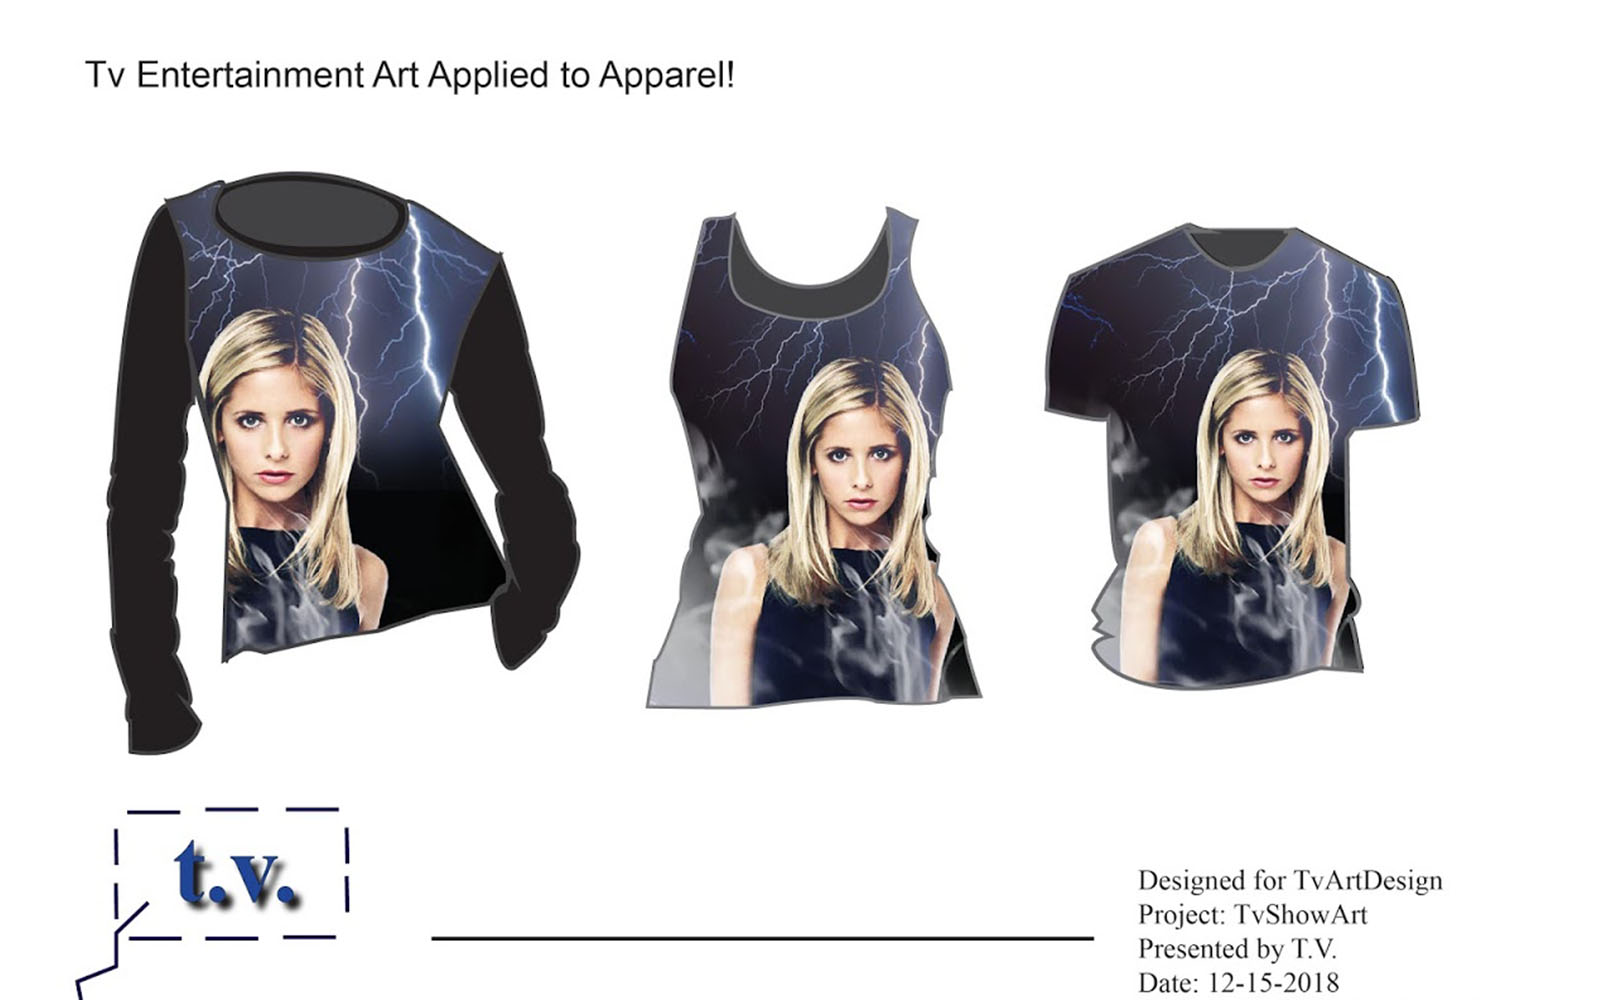 Tv Entertainment Art Applied to Apparel!
t.v.
Designed for TvArtDesign
Project: TvShowArt
Presented by T.V.
Date: 12-15-2018